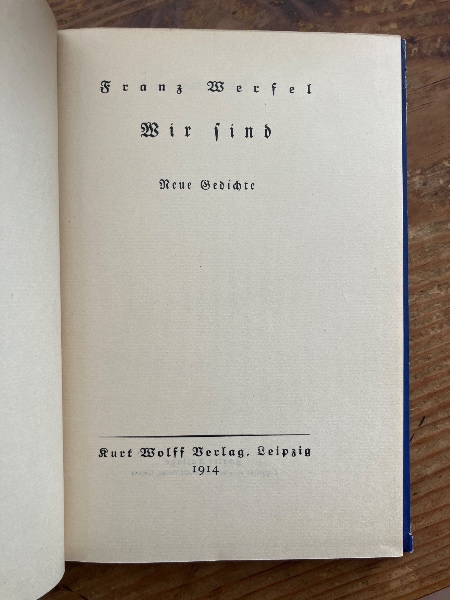 Franz Werfel
Wir sind
Neue Gedichte
Kurt Wolff Verlag, Leipzig
1914